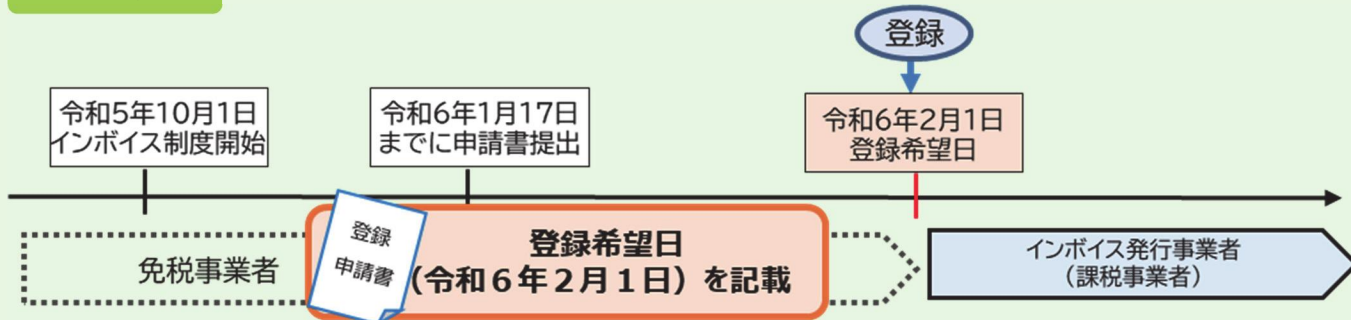 登録
令和5年10月1日
インボイス制度開始
令和6年1月17日
までに申請書提出
令和6年2月1日
登録希望日
免税事業者
登録
申請書
登録希望日
(令和６年２月１日)を記載
インボイス発行事業者
(課税事業者)